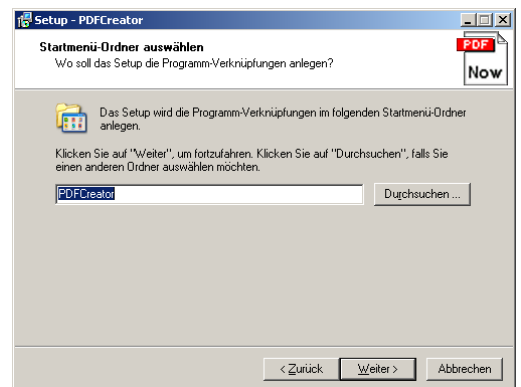 Setup - PDFCreator
Startmenü-Ordner auswählen
Wo soll das Setup die Programm-Verknüpfungen anlegen?
PDF
Now
Das Setup wird die Programm-Verknüpfungen im folgenden Startmenü-Ordner
anlegen.
Klicken Sie auf "Weiter", um fortzufahren. Klicken Sie auf "Durchsuchen", falls Sie
einen anderen Ordner auswählen möchten.
PDFCreator
Durchsuchen ...
< Zurück
Weiter >
Abbrechen